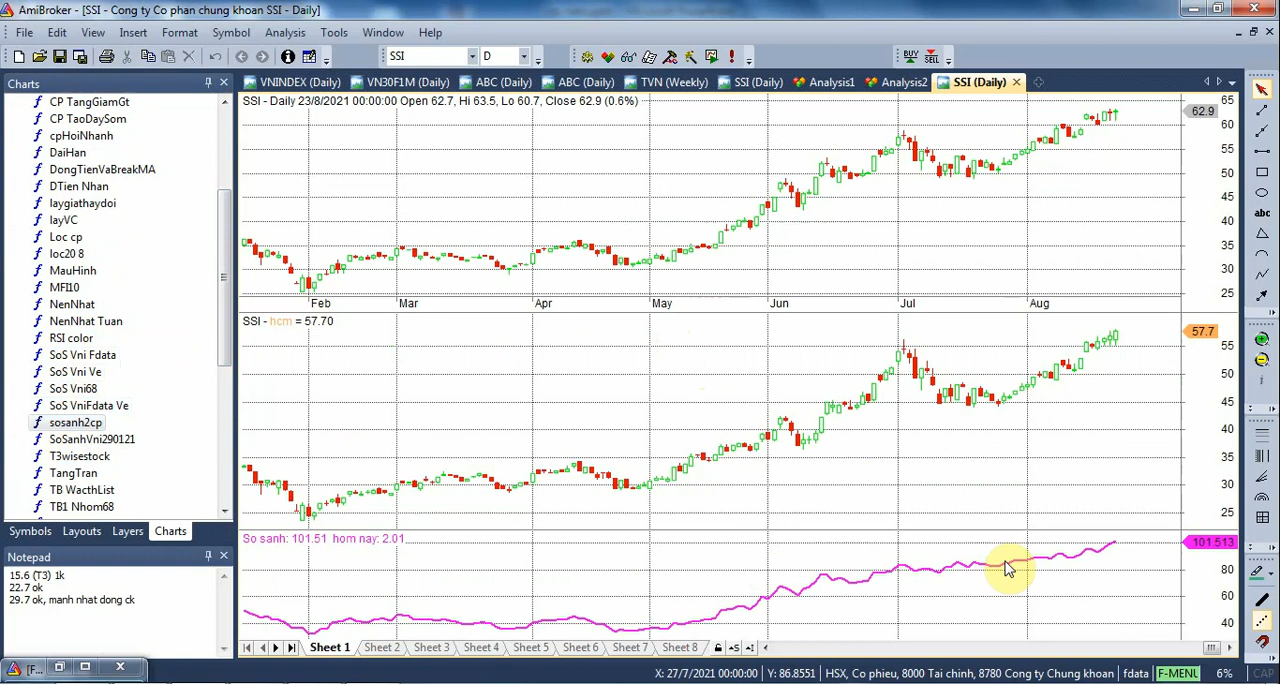 AmiBroker - [SSI - Cong ty Co phan chung khoan SSI - Daily]
File Edit View Insert Format Symbol Analysis Tools Window Help
SSI D BUY SELL
Charts
VNINDEX (Daily) VN30F1M (Daily) ABC (Daily) ABC (Daily) TVN (Weekly) SSI (Daily) Analysis1 Analysis2 SSI (Daily)
CP TangGiamGt
CP TaoDaySom
cpHoiNhanh
DaiHan
DongTienVaBreakMA
DTien Nhan
laygiathaydoi
layVC
Loc cp
loc20 8
MauHinh
MFI10
NenNhat
NenNhat Tuan
RSI color
SoS Vni Fdata
SoS Vni Ve
SoS Vni68
SoS VniFdata Ve
sosanh2cp
SoSanhVni290121
T3wisestock
TangTran
TB WacthList
TB1 Nhom68
Symbols Layouts Layers Charts
Notepad
15.6 (T3) 1k
22.7 ok
29.7 ok, manh nhat dong ck
SSI - Daily 23/8/2021 00:00:00 Open 62.7, Hi 63.5, Lo 60.7, Close 62.9 (0.6%)
65
62.9
60
55
50
45
40
35
30
25
Feb Mar Apr May Jun Jul Aug
SSI - hcm = 57.70
57.7
55
50
45
40
35
30
25
So sanh: 101.51 hom nay: 2.01
101.513
80
60
40
Sheet 1 Sheet 2 Sheet 3 Sheet 4 Sheet 5 Sheet 6 Sheet 7 Sheet 8
abc
[F...
X: 27/7/2021 00:00:00 Y: 86.8551 HSX, Co phieu, 8000 Tai chinh, 8780 Cong ty Chung khoan fdata F-MENU 6% CAP